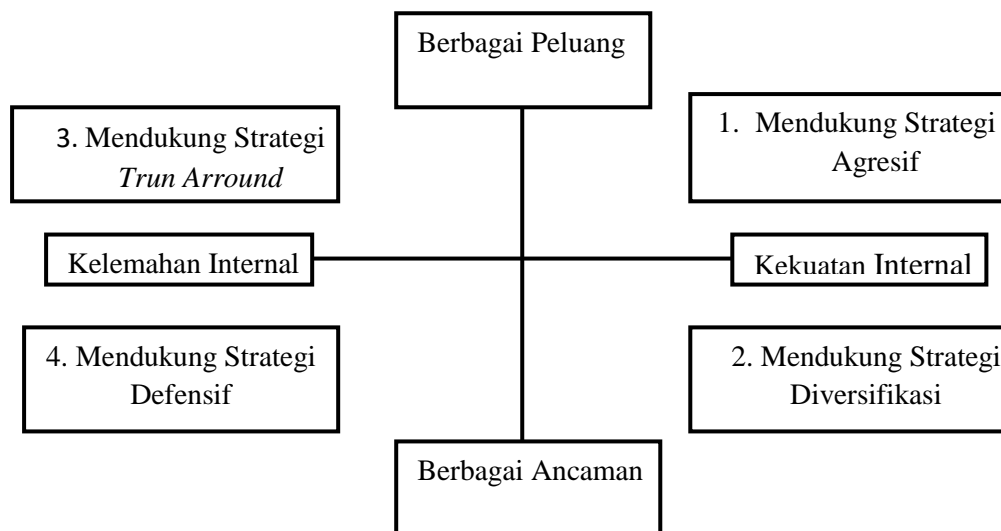 Berbagai Peluang
3. Mendukung Strategi
Trun Arround
1. Mendukung Strategi
Agresif
Kelemahan Internal
Kekuatan Internal
4. Mendukung Strategi
Defensif
2. Mendukung Strategi
Diversifikasi
Berbagai Ancaman